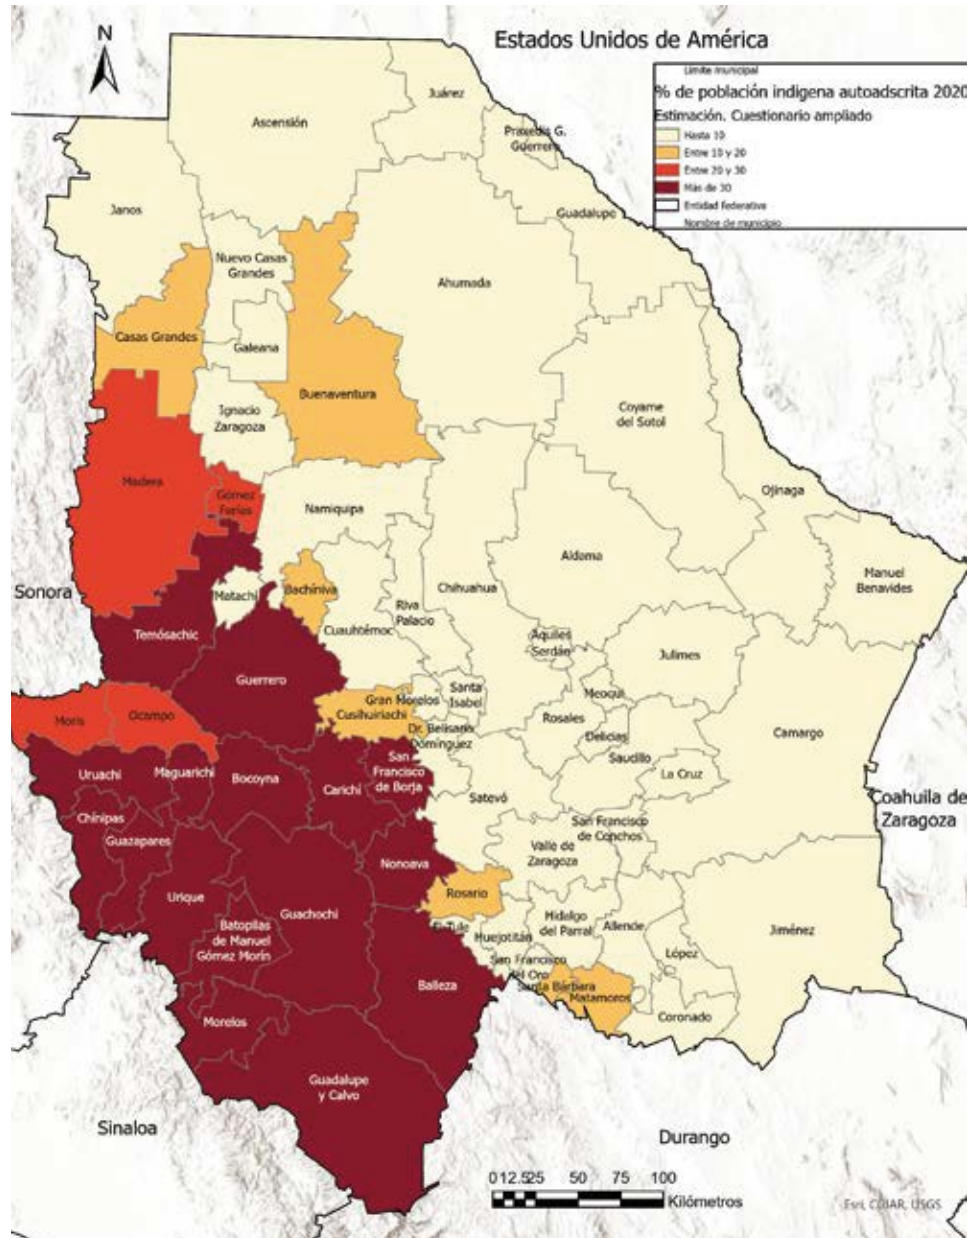 N
Estados Unidos de América
Límite municipal
% de población indígena autoadscrita 2020
Estimación. Cuestionario ampliado
Hasta 10
Entre 10 y 20
Entre 20 y 30
Más de 30
Entidad federativa
Nombre de municipio
Juárez
Ascensión
Praxedis G.
Guerrero
Janos
Guadalupe
Nuevo Casas
Grandes
Ahumada
Casas Grandes
Galeana
Buenaventura
Ignacio
Zaragoza
Coyame
del Sotol
Madera
Gómez
Farías
Namiquipa
Ojinaga
Aldama
Manuel
Benavides
Sonora
Matachi
Bachíniva
Chihuahua
Riva
Palacio
Cuauhtémoc
Temósachic
Aquiles
Serdán
Julimes
Guerrero
Santa
Isabel
Meoqui
Gran Morelos
Cusihuiriachi
Moris
Ocampo
Rosales
Dr. Belisario
Domínguez
Delicias
Camargo
Saudillo
San
Francisco
de Borja
Uruachi
Maguarichi
Bocoyna
Carichí
La Cruz
Satevó
Coahuila de
Zaragoza
Chínipas
Guazapares
San Francisco
de Conchos
Valle de
Zaragoza
Nonoava
Rosario
Urique
Guachochi
Batopilas
de Manuel
Gómez Morín
El Tule
Huejotitán
Hidalgo
del Parral
Allende
Jiménez
López
San Francisco
del Oro
Balleza
Santa Bárbara
Matamoros
Coronado
Morelos
Guadalupe
y Calvo
Sinaloa
Durango
0 12.5 25 50 75 100
Kilómetros
Esri, CGIAR, USGS